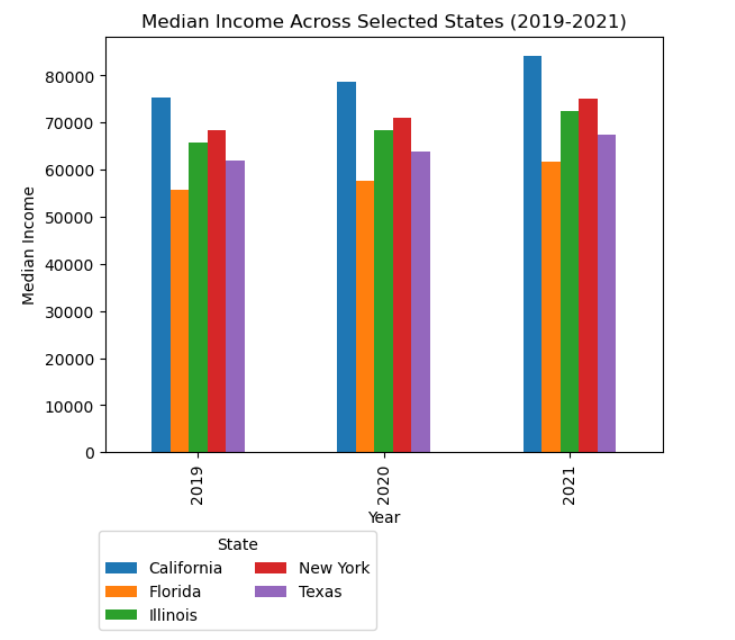 Median Income Across Selected States (2019-2021)
Median Income
80000
70000
60000
50000
40000
30000
20000
10000
0
2019
2020
2021
Year
State
California
Florida
Illinois
New York
Texas